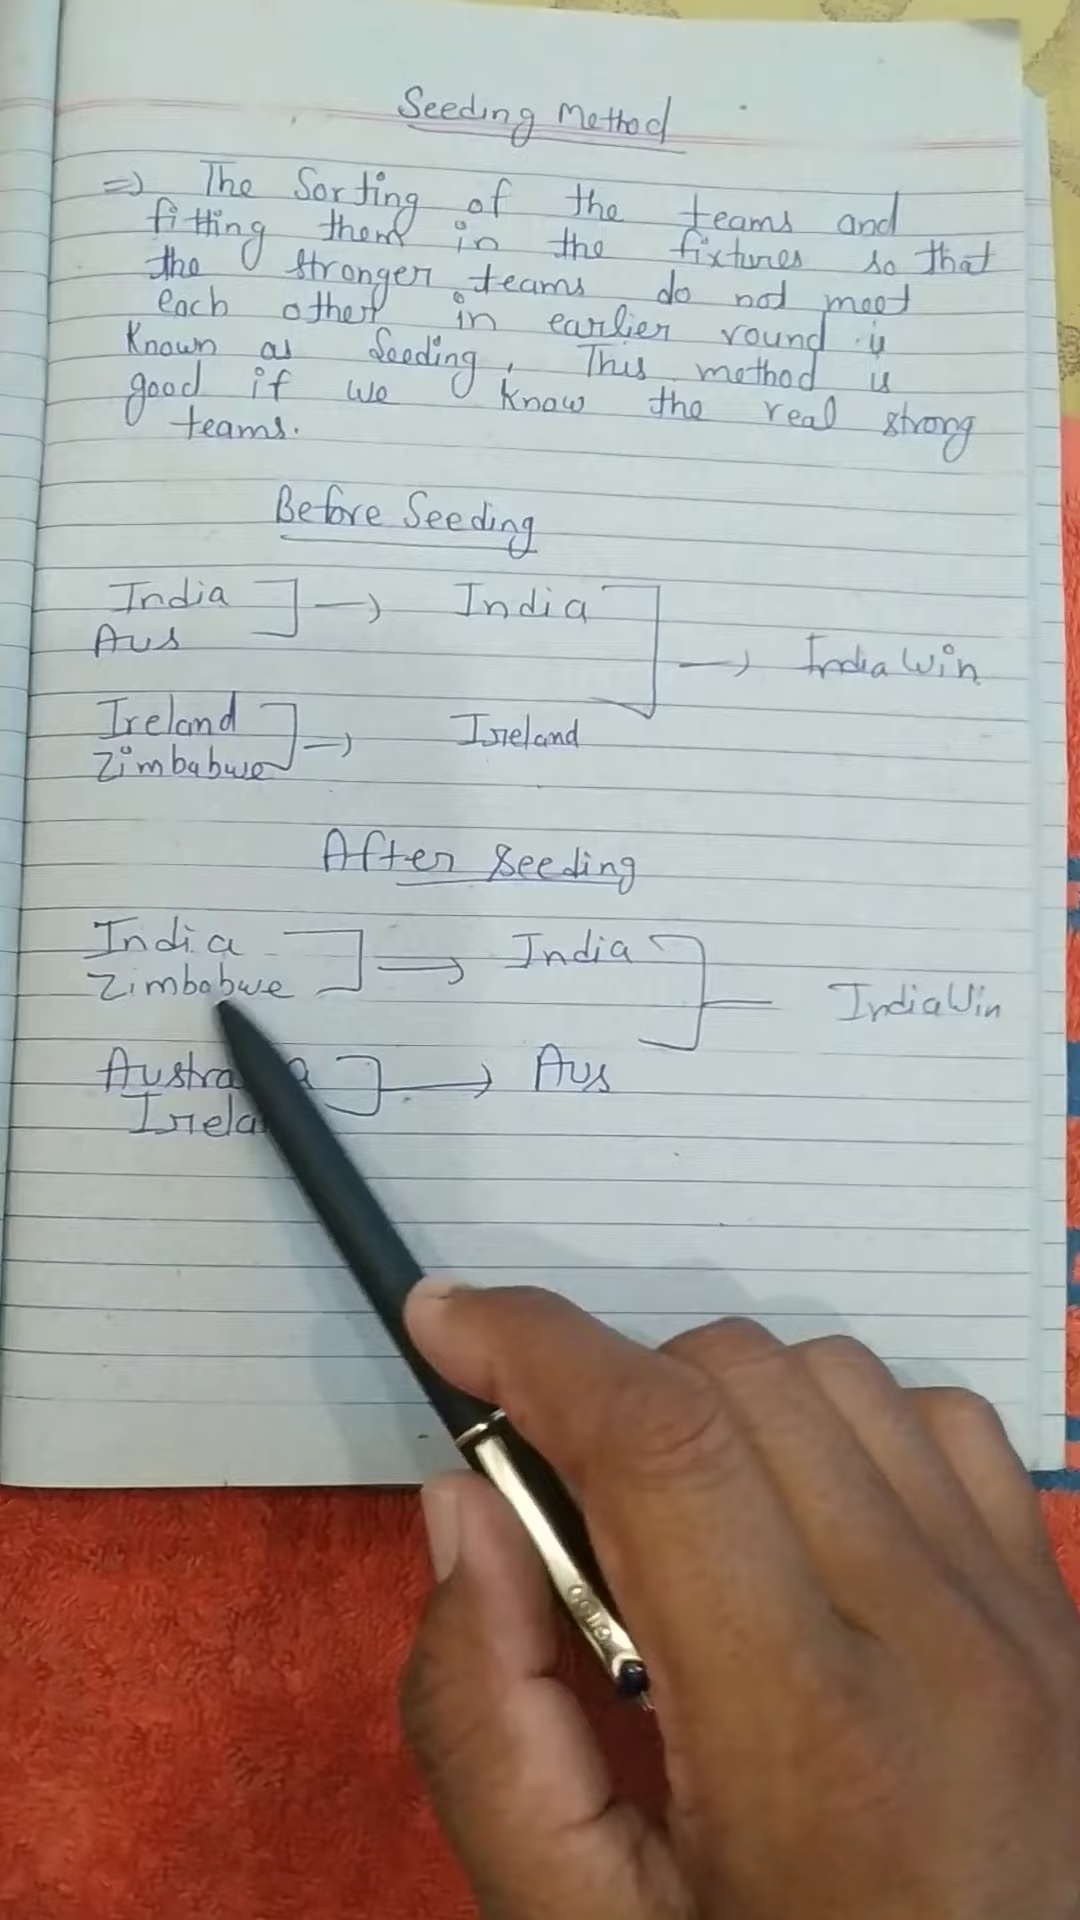 Seeding Method
=> The Sorting of the teams and
fitting them in the fixtures so that
the stronger teams do not meet
each other in earlier round is
Known as Seeding. This method is
good if we know the real strong
teams.
Before Seeding
India → India
Aus
→ India Win
Ireland → Ireland
Zimbabwe
After Seeding
India → India
Zimbabwe
India Win
Austra a → Aus
Irela